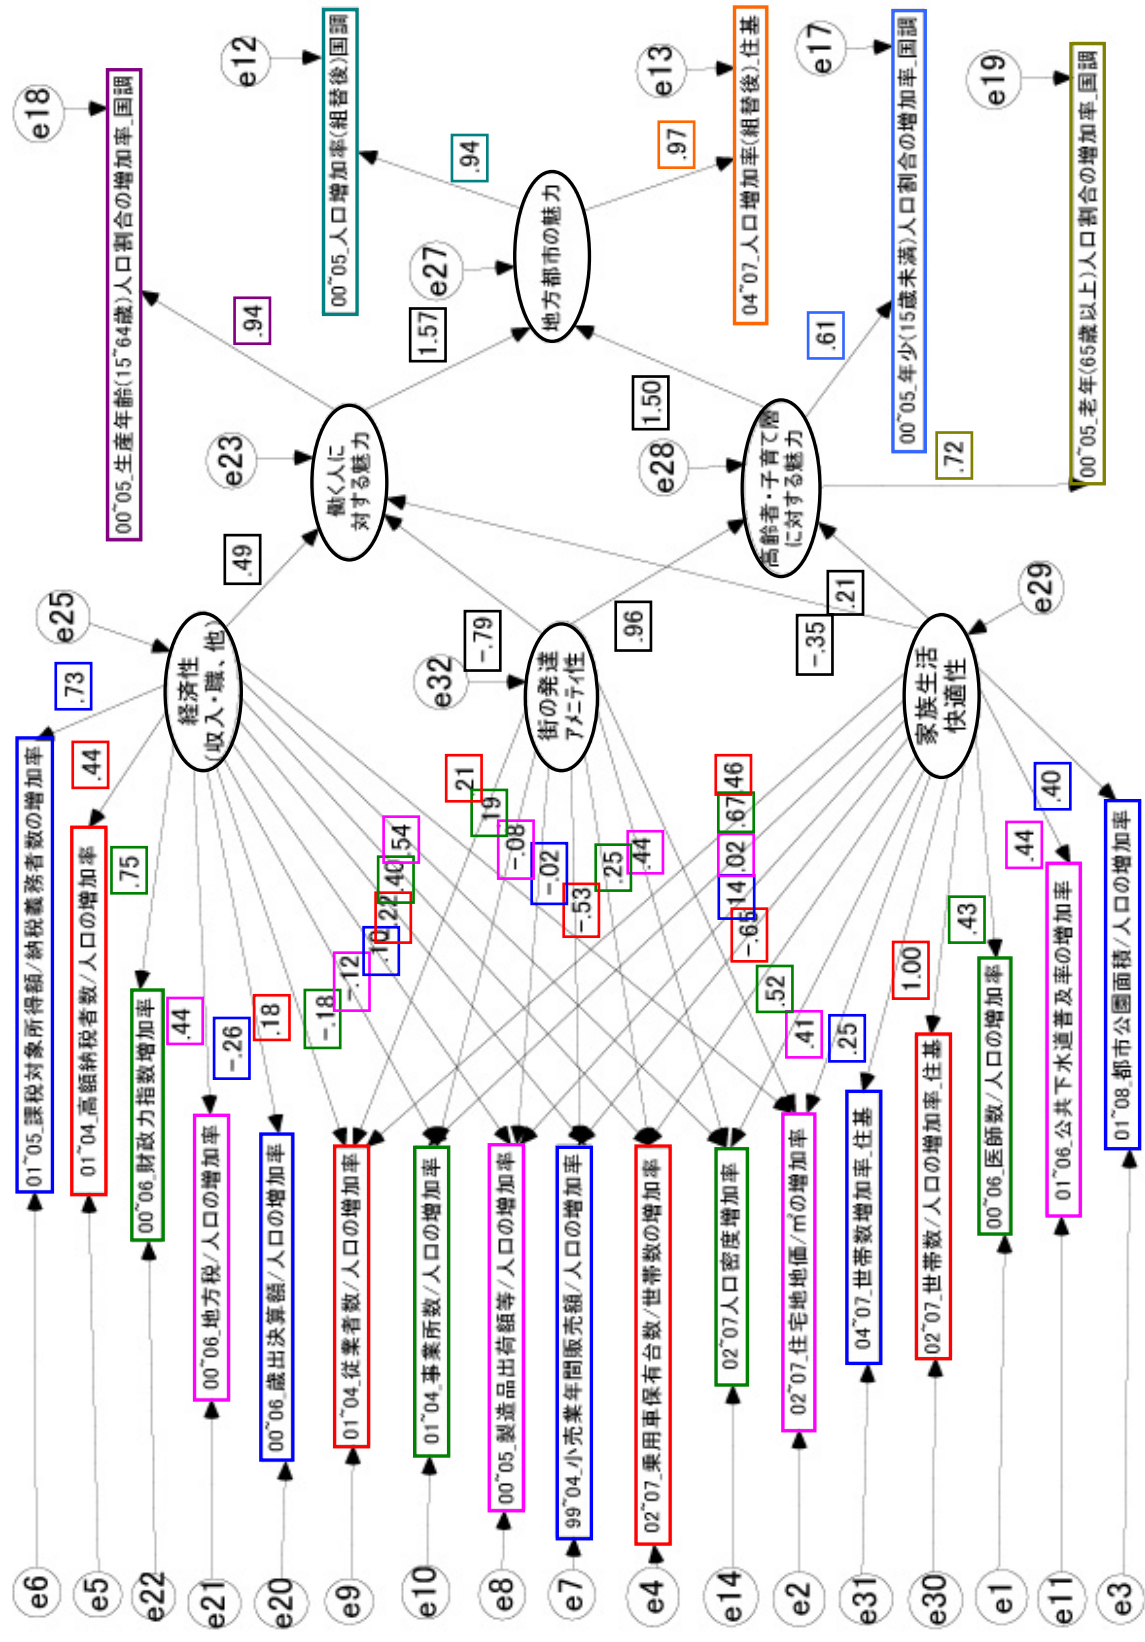 e6
e5
e22
e21
e20
e9
e10
e8
e7
e4
e14
e2
e31
e30
e1
e11
e3
01~05_課税対象所得額/納税義務者数の増加率
01~04_高額納税者数/人口の増加率
00~06_財政力指数増加率
00~06_地方税/人口の増加率
00~06_歳出決算額/人口の増加率
01~04_従業者数/人口の増加率
01~04_事業所数/人口の増加率
00~05_製造品出荷額等/人口の増加率
99~04_小売業年間販売額/人口の増加率
02~07_乗用車保有台数/世帯数の増加率
02~07人口密度増加率
02~07_住宅地地価/㎡の増加率
04~07_世帯数増加率_住基
02~07_世帯数/人口の増加率_住基
00~06_医師数/人口の増加率
01~06_公共下水道普及率の増加率
01~08_都市公園面積/人口の増加率
.73
.44
.75
.44
-.26
.18
-.18
-.12
.10
.22
.40
.54
.21
.19
-.08
-.02
-.53
.25
.44
.46
.67
.02
.14
-.65
.52
.41
.25
1.00
.43
.44
.40
e25
経済性
(収入・職、他)
e32
街の発達
アメニティ性
e29
家族生活
快適性
.49
-.79
.96
-.35
.21
e23
働く人に
対する魅力
e28
高齢者・子育て層
に対する魅力
1.57
1.50
.94
.61
.72
e27
地方都市の魅力
.94
.97
e18
00~05_生産年齢(15~64歳)人口割合の増加率_国調
e12
00~05_人口増加率(組替後)国調
e13
04~07_人口増加率(組替後)_住基
e17
00~05_年少(15歳未満)人口割合の増加率_国調
e19
00~05_老年(65歳以上)人口割合の増加率_国調